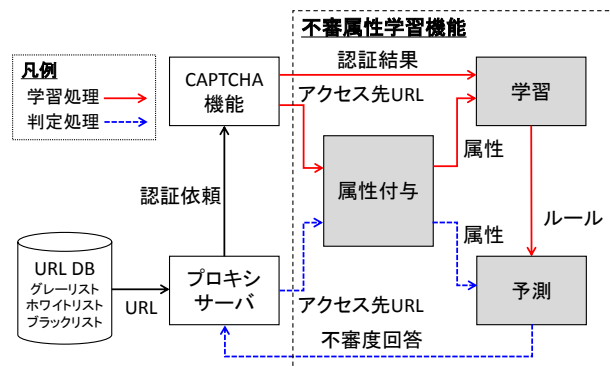 不審属性学習機能
凡例
学習処理
判定処理
CAPTCHA
機能
認証結果
アクセス先URL
学習
属性
属性付与
認証依頼
ルール
属性
URL DB
グレーリスト
ホワイトリスト
ブラックリスト
URL
プロキシ
サーバ
アクセス先URL
予測
不審度回答